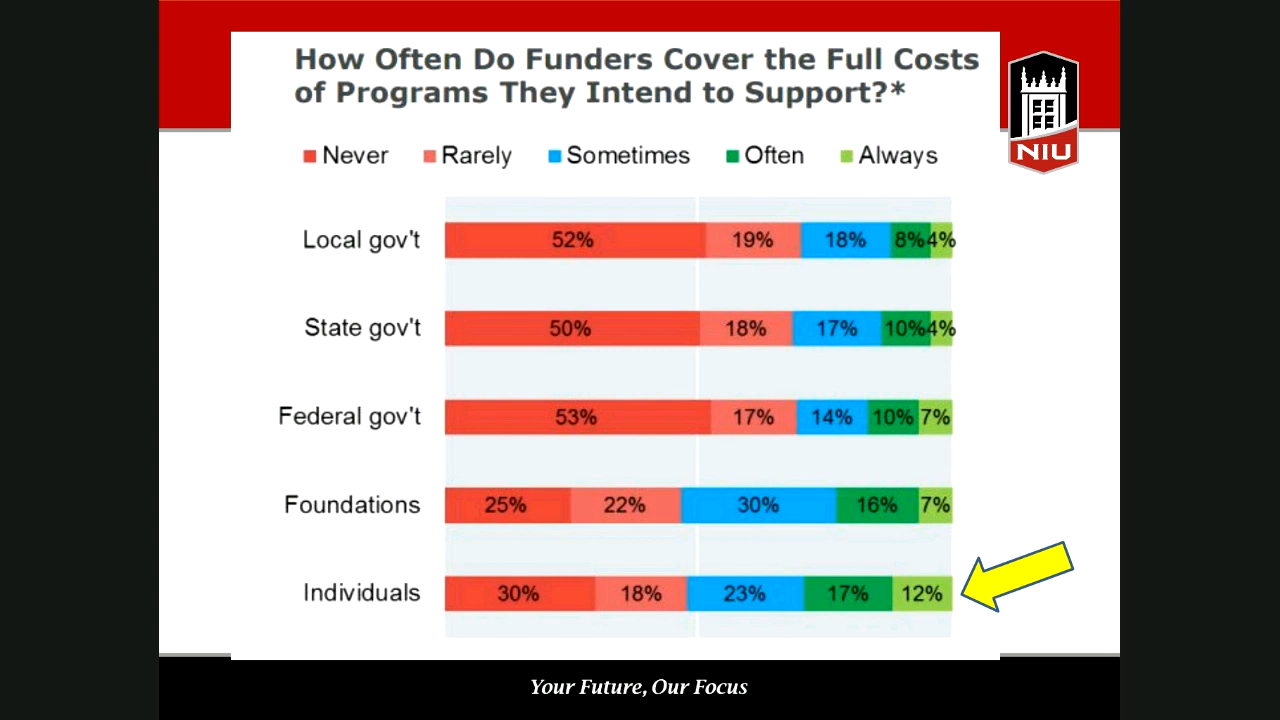 How Often Do Funders Cover the Full Costs
of Programs They Intend to Support?*
Never Rarely Sometimes Often Always
NIU
Local gov't 52% 19% 18% 8% 4%
State gov't 50% 18% 17% 10% 4%
Federal gov't 53% 17% 14% 10% 7%
Foundations 25% 22% 30% 16% 7%
Individuals 30% 18% 23% 17% 12%
Your Future, Our Focus